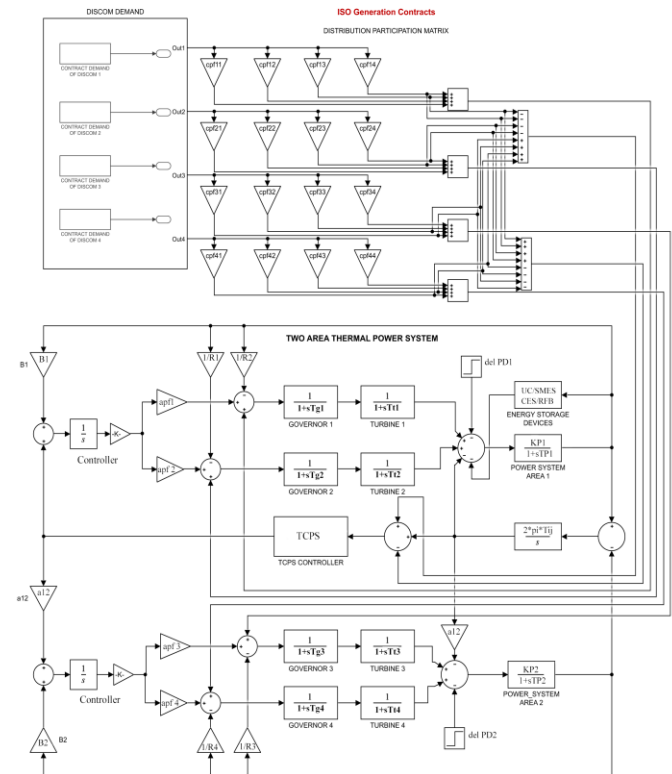 DISCOM DEMAND
ISO Generation Contracts
DISTRIBUTION PARTICIPATION MATRIX
Out1
CONTRACT DEMAND
OF DISCOM 1
cpf11
cpf12
cpf13
cpf14
Out2
CONTRACT DEMAND
OF DISCOM 2
cpf21
cpf22
cpf23
cpf24
Out3
CONTRACT DEMAND
OF DISCOM 3
cpf31
cpf32
cpf33
cpf34
Out4
CONTRACT DEMAND
OF DISCOM 4
cpf41
cpf42
cpf43
cpf44
TWO AREA THERMAL POWER SYSTEM
B1
B1
1/R1
1/R2
del PD1
UC/SMES
CES/RFB
ENERGY STORAGE
DEVICES
1
s
-K-
Controller
apf1
1
1+sTg1
GOVERNOR 1
1
1+sTt1
TURBINE 1
KP1
1+sTP1
POWER SYSTEM
AREA 1
apf 2
1
1+sTg2
GOVERNOR 2
1
1+sTt2
TURBINE 2
TCPS
TCPS CONTROLLER
2*pi*Tij
s
a12
a12
a12
1
s
-K-
Controller
apf 3
1
1+sTg3
GOVERNOR 3
1
1+sTt3
TURBINE 3
KP2
1+sTP2
POWER_SYSTEM
AREA 2
apf 4
1
1+sTg4
GOVERNOR 4
1
1+sTt4
TURBINE 4
B2
B2
1/R4
1/R3
del PD2